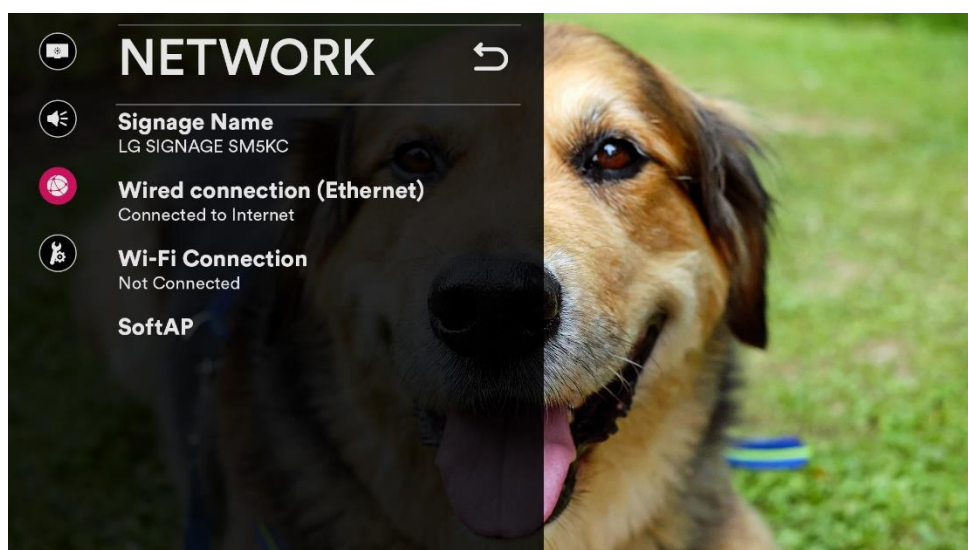 NETWORK
Signage Name
LG SIGNAGE SM5KC
Wired connection (Ethernet)
Connected to Internet
Wi-Fi Connection
Not Connected
SoftAP